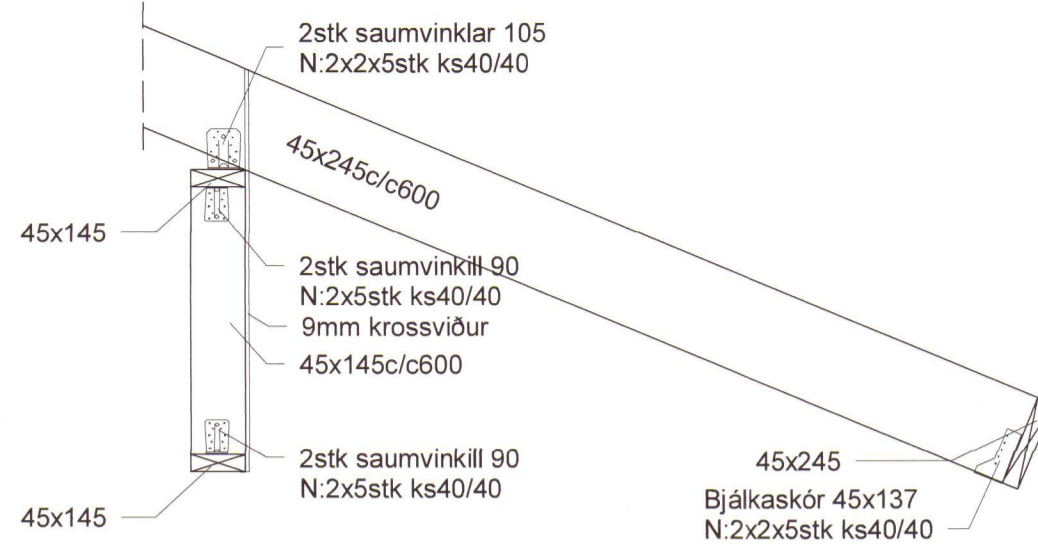 2stk saumvinklar 105
N:2x2x5stk ks40/40
45x245c/c600
45x145
2stk saumvinkill 90
N:2x5stk ks40/40
9mm krossviður
45x145c/c600
2stk saumvinkill 90
N:2x5stk ks40/40
45x145
45x245
Bjálkaskór 45x137
N:2x2x5stk ks40/40